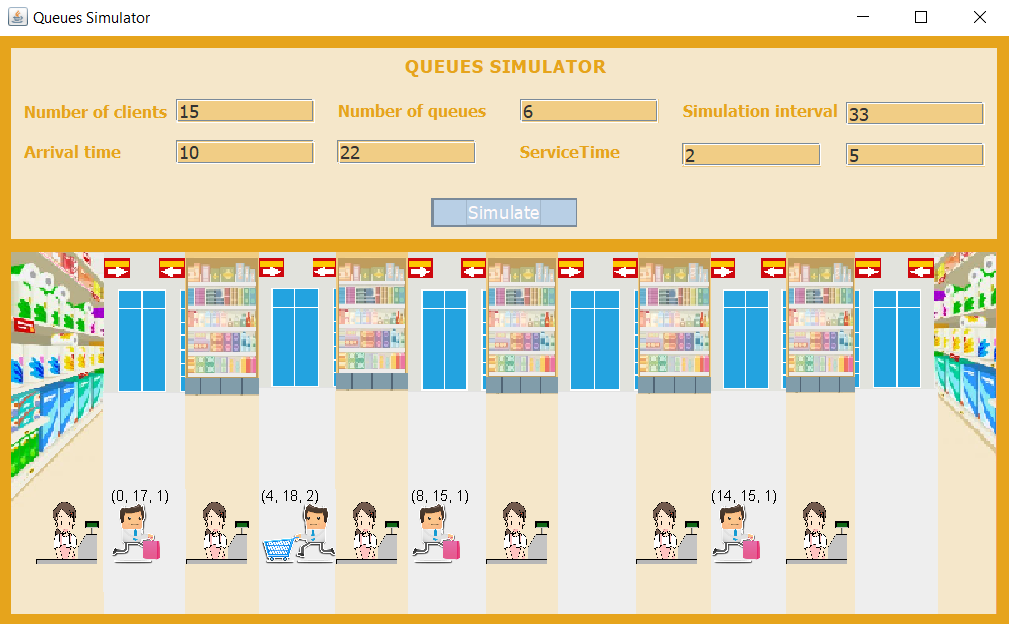 Queues Simulator
QUEUES SIMULATOR
Number of clients 15 Number of queues 6 Simulation interval 33
Arrival time 10 22 ServiceTime 2 5
Simulate
(0, 17, 1) (4, 18, 2) (8, 15, 1) (14, 15, 1)